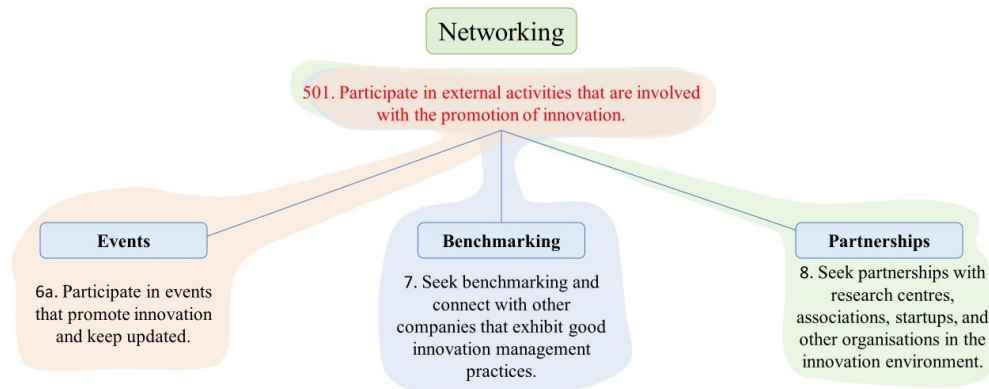 Networking
501. Participate in external activities that are involved
with the promotion of innovation.
Events
6a. Participate in events
that promote innovation
and keep updated.
Benchmarking
7. Seek benchmarking and
connect with other
companies that exhibit good
innovation management
practices.
Partnerships
8. Seek partnerships with
research centres,
associations, startups, and
other organisations in the
innovation environment.